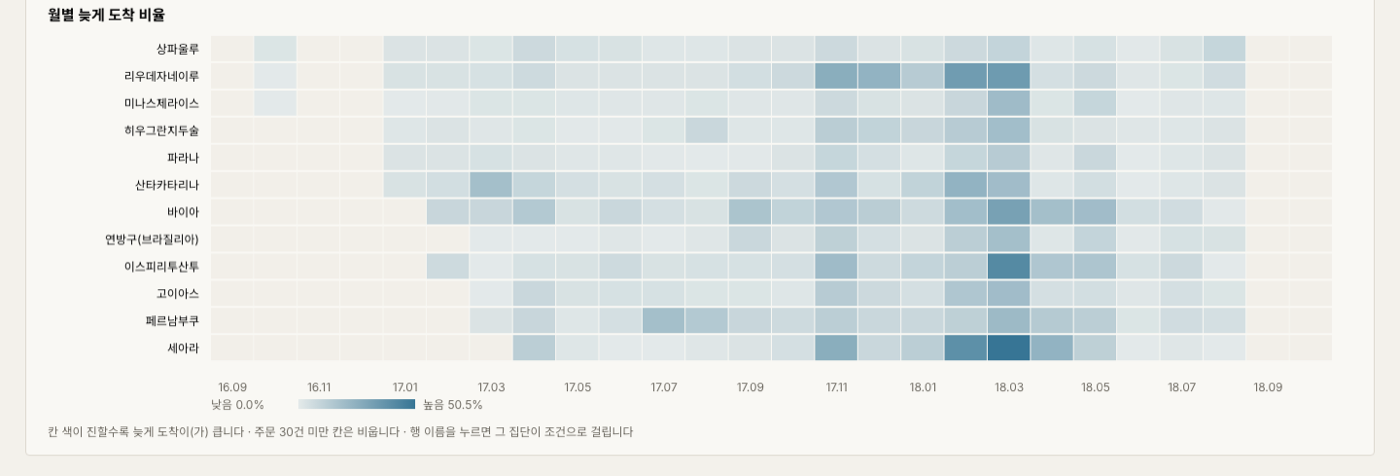 월별 늦게 도착 비율
상파울루
리우데자네이루
미나스제라이스
히우그란지두술
파라나
산타카타리나
바이아
연방구(브라질리아)
이스피리투산투
고이아스
페르남부쿠
세아라
16.09 16.11 17.01 17.03 17.05 17.07 17.09 17.11 18.01 18.03 18.05 18.07 18.09
낮음 0.0% 높음 50.5%
칸 색이 진할수록 늦게 도착이(가) 큽니다 · 주문 30건 미만 칸은 비웁니다 · 행 이름을 누르면 그 집단이 조건으로 걸립니다